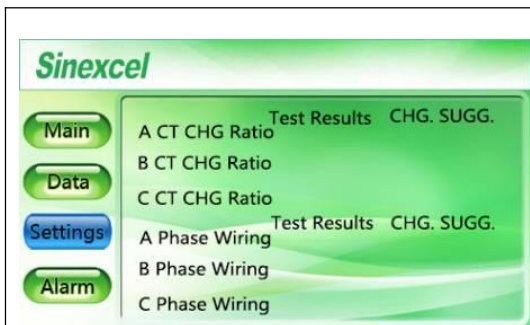 Sinexcel
Main
Data
Settings
Alarm
Test Results CHG. SUGG.
A CT CHG Ratio
B CT CHG Ratio
C CT CHG Ratio
Test Results CHG. SUGG.
A Phase Wiring
B Phase Wiring
C Phase Wiring